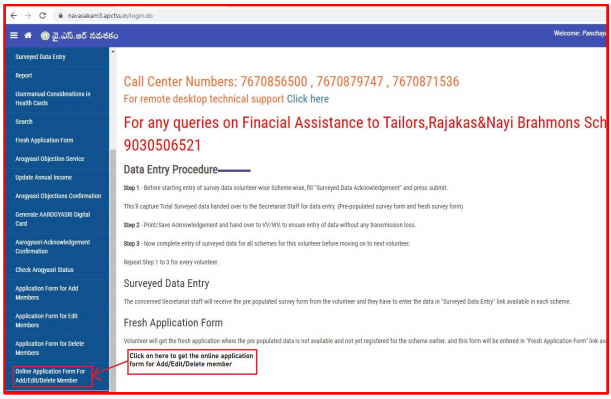 navasakam3.apcfss.in/login.do
వై.ఎస్.ఆర్ నవశకం
Welcome: Panchay
Surveyed Data Entry
Report
Usermanual-Considerations in
Health Cards
Search
Fresh Application Form
Arogyasri Objection Service
Update Annual Income
Arogyasri Objections Confirmation
Generate AAROGYASRI Digital
Card
Aarogyasri-Acknowledgement
Confirmation
Check Arogyasri Status
Application Form for Add
Members
Application Form for Edit
Members
Application Form for Delete
Members
Online Application Form For
Add/Edit/Delete Member
Call Center Numbers: 7670856500 , 7670879747 , 7670871536
For remote desktop technical support Click here
For any queries on Finacial Assistance to Tailors,Rajakas&Nayi Brahmons Sch
9030506521
Data Entry Procedure
Step 1 - Before starting entry of survey data volunteer-wise Scheme-wise, fill "Surveyed Data Acknowledgement" and press submit.
This'll capture Total Surveyed data handed over to the Secretariat Staff for data entry. (Pre-populated survey form and fresh survey form)
Step 2 - Print/Save Acknowledgement and hand over to VV/WV, to ensure entry of data without any transmission loss.
Step 3 - Now complete entry of surveyed data for all schemes for this volunteer before moving on to next volunteer.
Repeat Step 1 to 3 for every volunteer.
Surveyed Data Entry
The concerned Secretariat staff will receive the pre populated survey form from the volunteer and they have to enter the data in "Surveyed Data Entry" link available in each scheme.
Fresh Application Form
Volunteer will get the fresh application where the pre populated data is not available and not yet registered for the scheme earlier. and this form will be entered in "Fresh Application Form" link ava
Click on here to get the online application
form for Add/Edit/Delete member